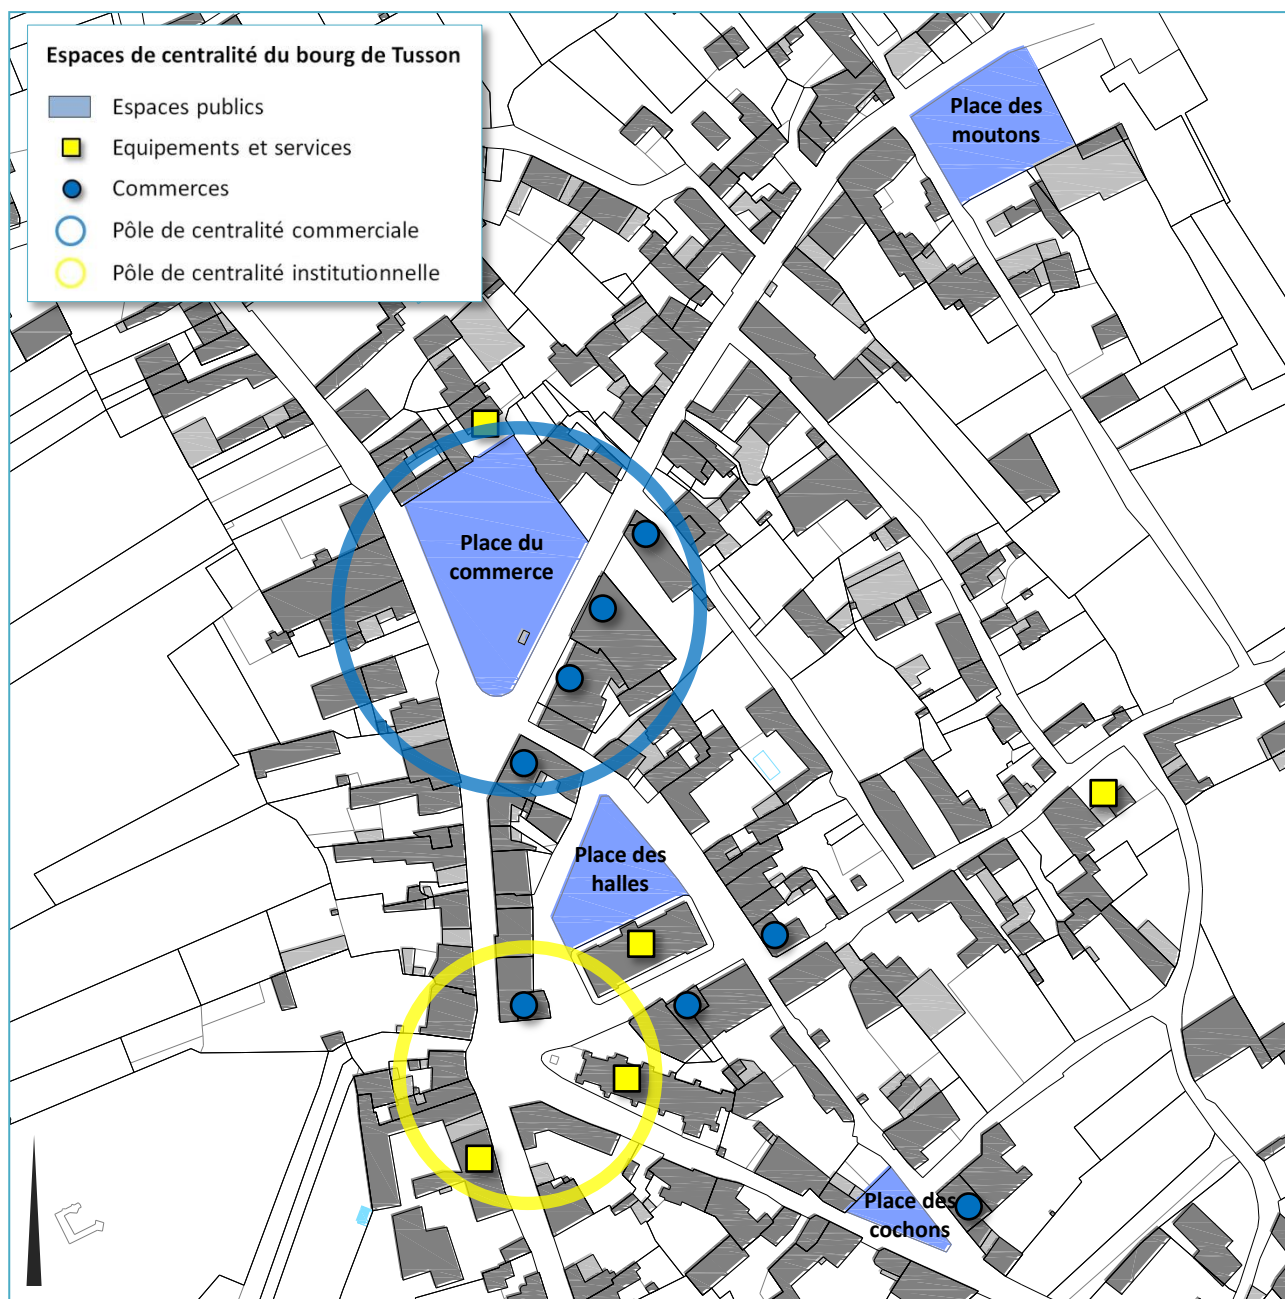 Espaces de centralité du bourg de Tusson
Espaces publics
Equipements et services
Commerces
Pôle de centralité commerciale
Pôle de centralité institutionnelle
Place des
moutons
Place du
commerce
Place des
halles
Place des
cochons